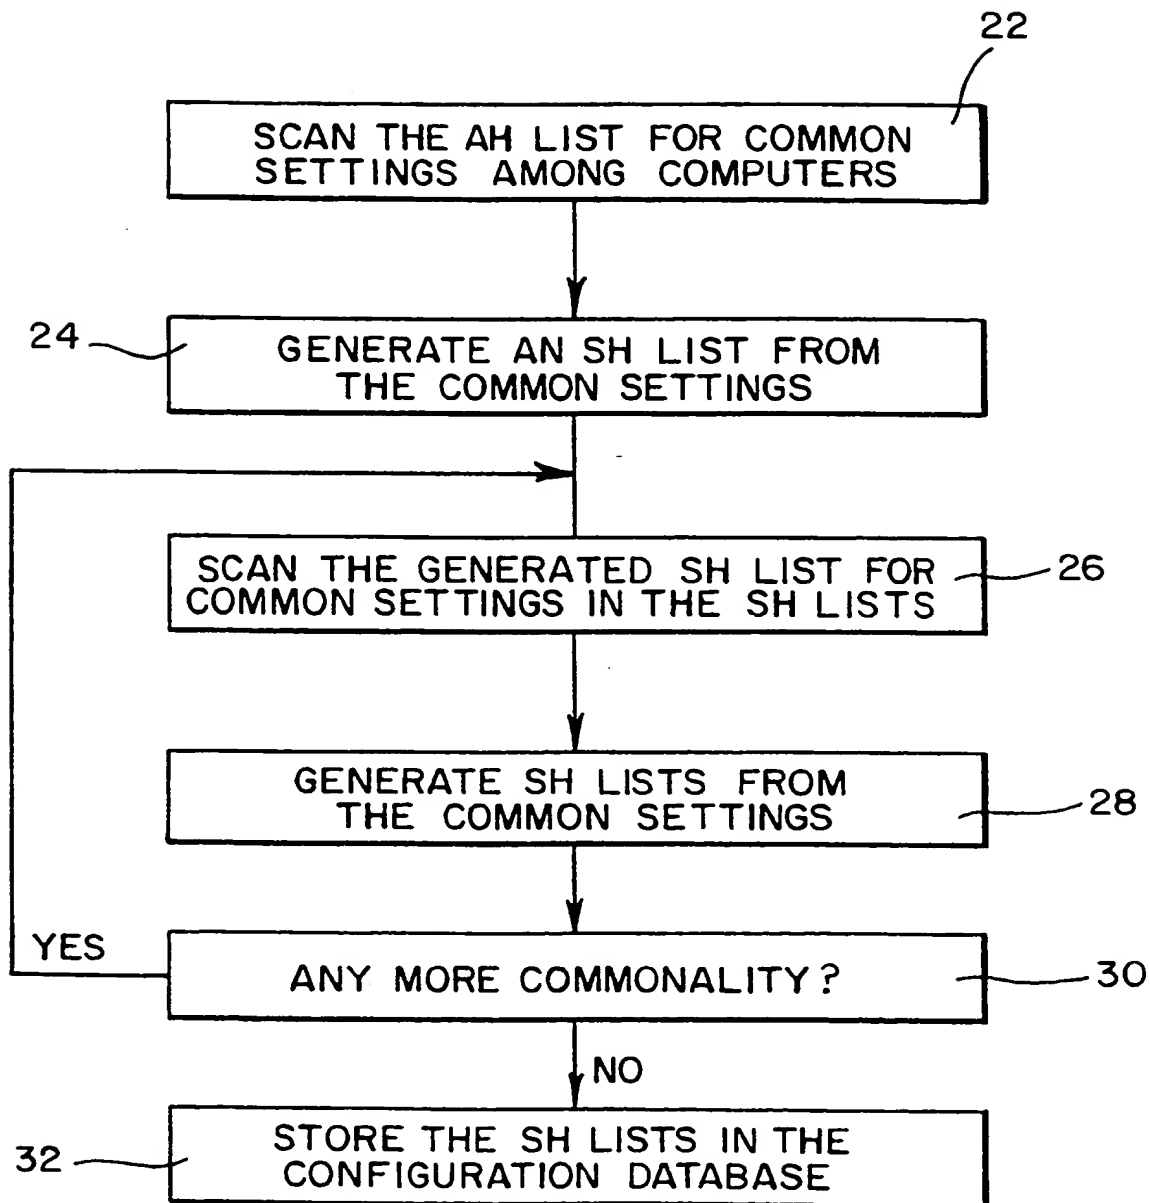 22
SCAN THE AH LIST FOR COMMON
SETTINGS AMONG COMPUTERS
24
GENERATE AN SH LIST FROM
THE COMMON SETTINGS
SCAN THE GENERATED SH LIST FOR
COMMON SETTINGS IN THE SH LISTS
26
GENERATE SH LISTS FROM
THE COMMON SETTINGS
28
YES
ANY MORE COMMONALITY?
30
NO
32
STORE THE SH LISTS IN THE
CONFIGURATION DATABASE